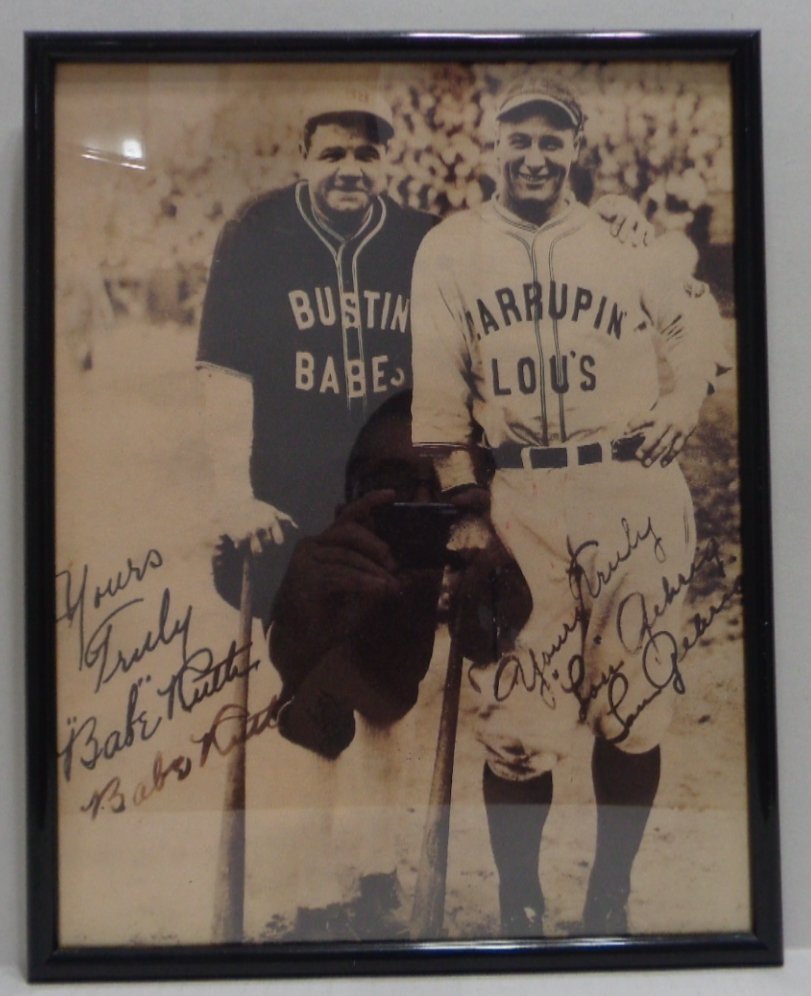 BUSTIN
BABES
LARRUPIN'
LOU'S
Yours
Truly
"Babe" Ruth
Babe Ruth
Yours truly
"Lou" Gehrig
Lou Gehrig